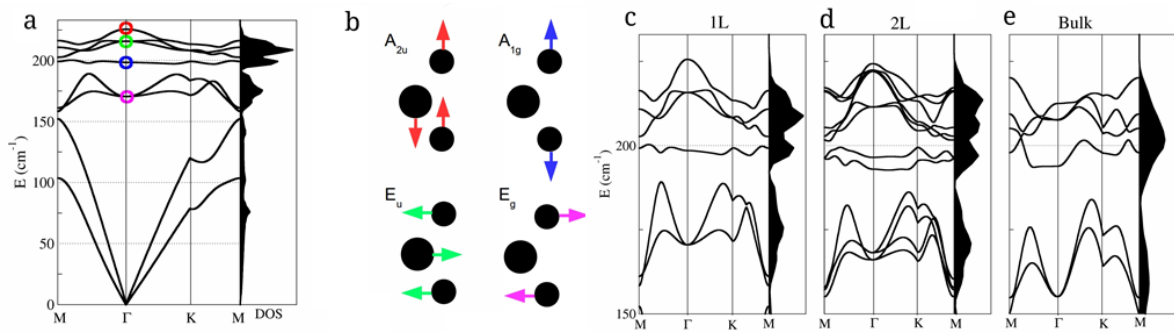 a
E (cm-1)
200
150
100
50
0
M Γ K M DOS
b
A2u A1g
Eu Eg
c 1L
200
150
M Γ K M
d 2L
M Γ K M
e Bulk
M Γ K M
E (cm-1)